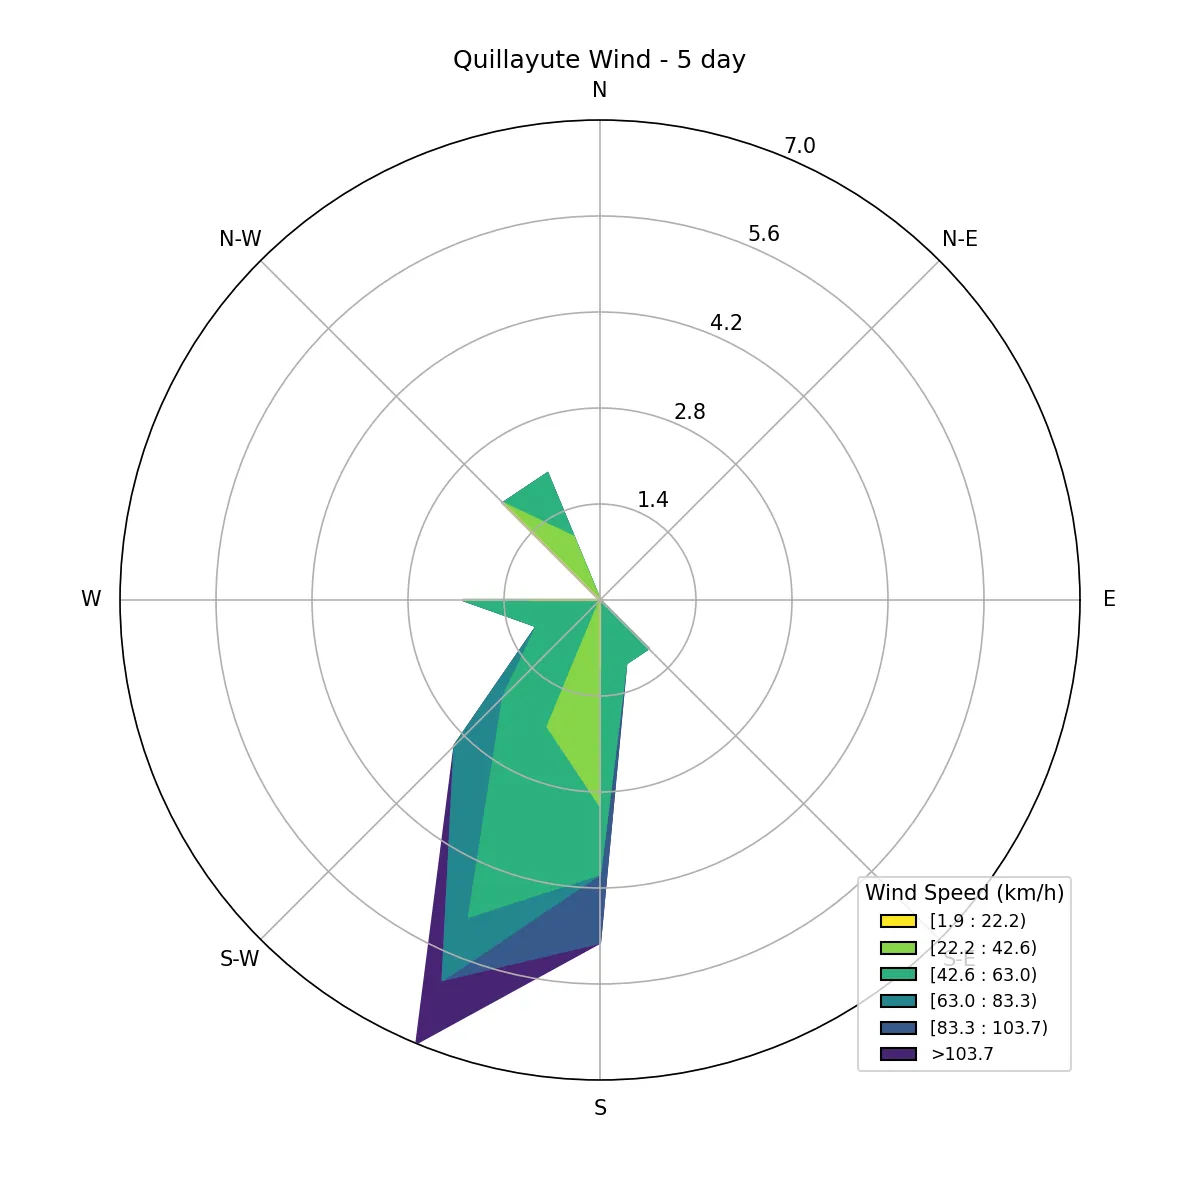 Quillayute Wind - 5 day
N
7.0
N-W
5.6
N-E
4.2
2.8
1.4
W
E
Wind Speed (km/h)
[1.9 : 22.2)
[22.2 : 42.6)
[42.6 : 63.0)
[63.0 : 83.3)
[83.3 : 103.7)
>103.7
S-W
S-E
S